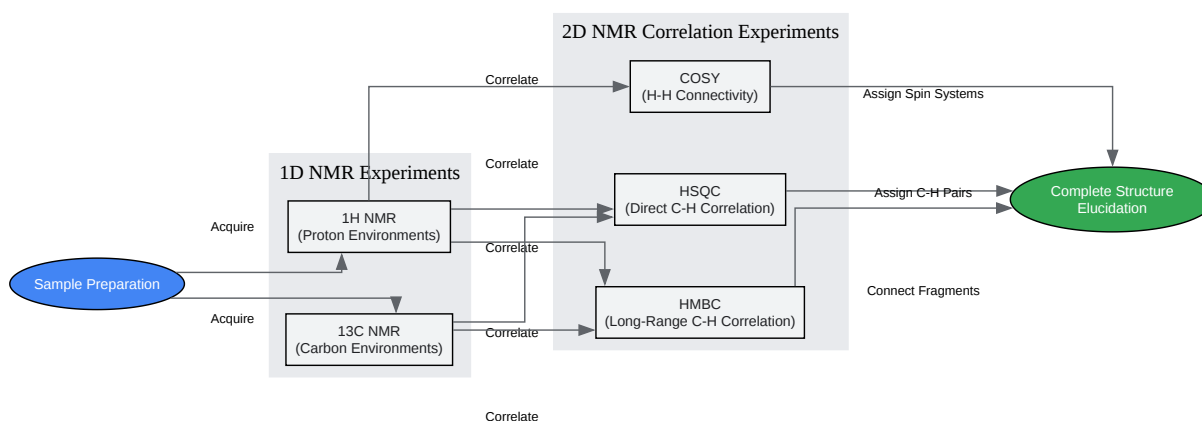 2D NMR Correlation Experiments
COSY
(H-H Connectivity)
Correlate
Assign Spin Systems
1D NMR Experiments
Correlate
HSQC
(Direct C-H Correlation)
Assign C-H Pairs
Complete Structure
Elucidation
1H NMR
(Proton Environments)
Acquire
Correlate
Sample Preparation
HMBC
(Long-Range C-H Correlation)
Connect Fragments
Acquire
13C NMR
(Carbon Environments)
Correlate
Correlate